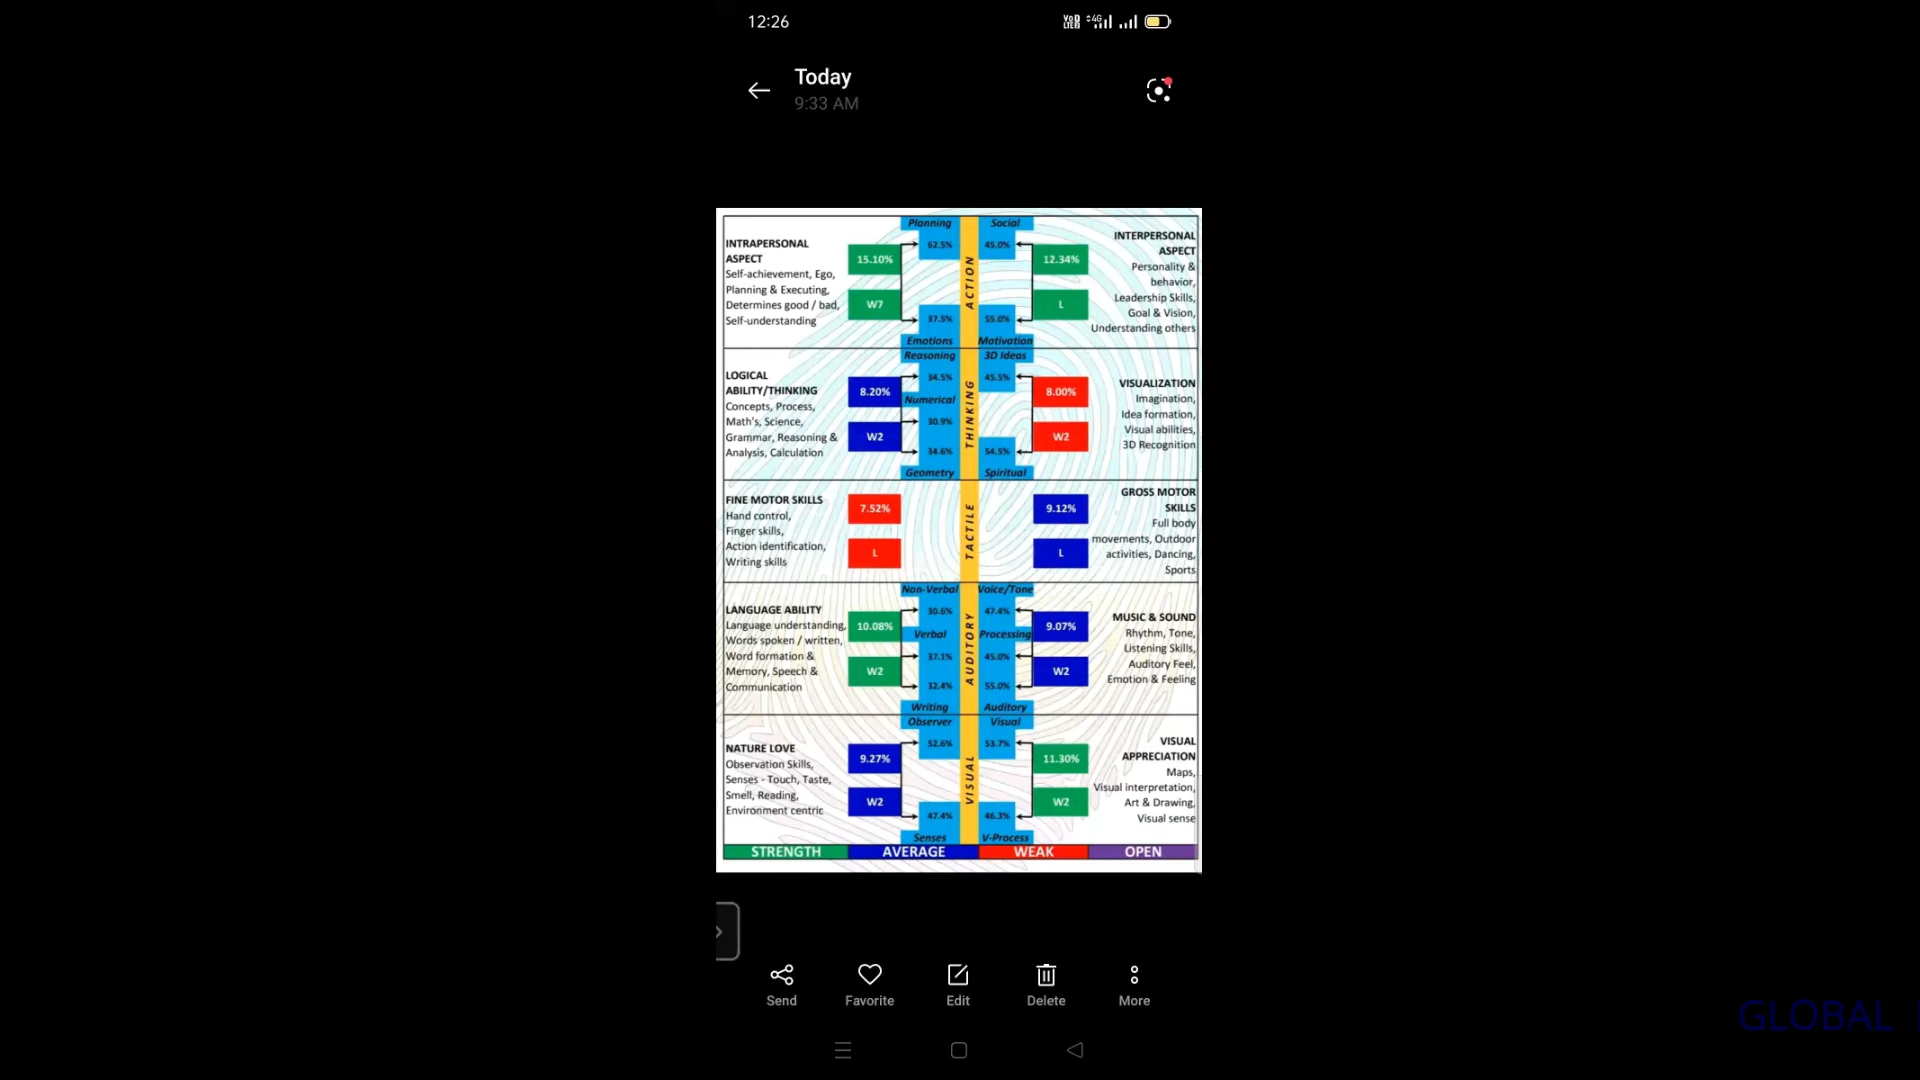 12:26
VoD LTE2 4G
Today
9:33 AM
Planning
Social
INTRAPERSONAL
ASPECT
Self-achievement, Ego,
Planning & Executing,
Determines good / bad,
Self-understanding
15.10%
W7
62.5%
37.5%
Emotions
ACTION
45.0%
55.0%
Motivation
12.34%
L
INTERPERSONAL
ASPECT
Personality &
behavior,
Leadership Skills,
Goal & Vision,
Understanding others
Reasoning
3D Ideas
LOGICAL
ABILITY/THINKING
Concepts, Process,
Math's, Science,
Grammar, Reasoning &
Analysis, Calculation
8.20%
W2
34.5%
Numerical
30.9%
34.6%
Geometry
THINKING
45.5%
54.5%
Spiritual
8.00%
W2
VISUALIZATION
Imagination,
Idea formation,
Visual abilities,
3D Recognition
FINE MOTOR SKILLS
Hand control,
Finger skills,
Action identification,
Writing skills
7.52%
L
TACTILE
9.12%
L
GROSS MOTOR
SKILLS
Full body
movements, Outdoor
activities, Dancing,
Sports
Non-Verbal
Voice/Tone
LANGUAGE ABILITY
Language understanding,
Words spoken / written,
Word formation &
Memory, Speech &
Communication
10.08%
W2
30.6%
Verbal
37.1%
32.4%
Writing
AUDITORY
47.4%
Processing
45.0%
55.0%
Auditory
9.07%
W2
MUSIC & SOUND
Rhythm, Tone,
Listening Skills,
Auditory Feel,
Emotion & Feeling
Observer
Visual
NATURE LOVE
Observation Skills,
Senses - Touch, Taste,
Smell, Reading,
Environment centric
9.27%
W2
52.6%
47.4%
Senses
VISUAL
53.7%
46.3%
V-Process
11.30%
W2
VISUAL
APPRECIATION
Maps,
Visual interpretation,
Art & Drawing,
Visual sense
STRENGTH AVERAGE WEAK OPEN
Send Favorite Edit Delete More
GLOBAL